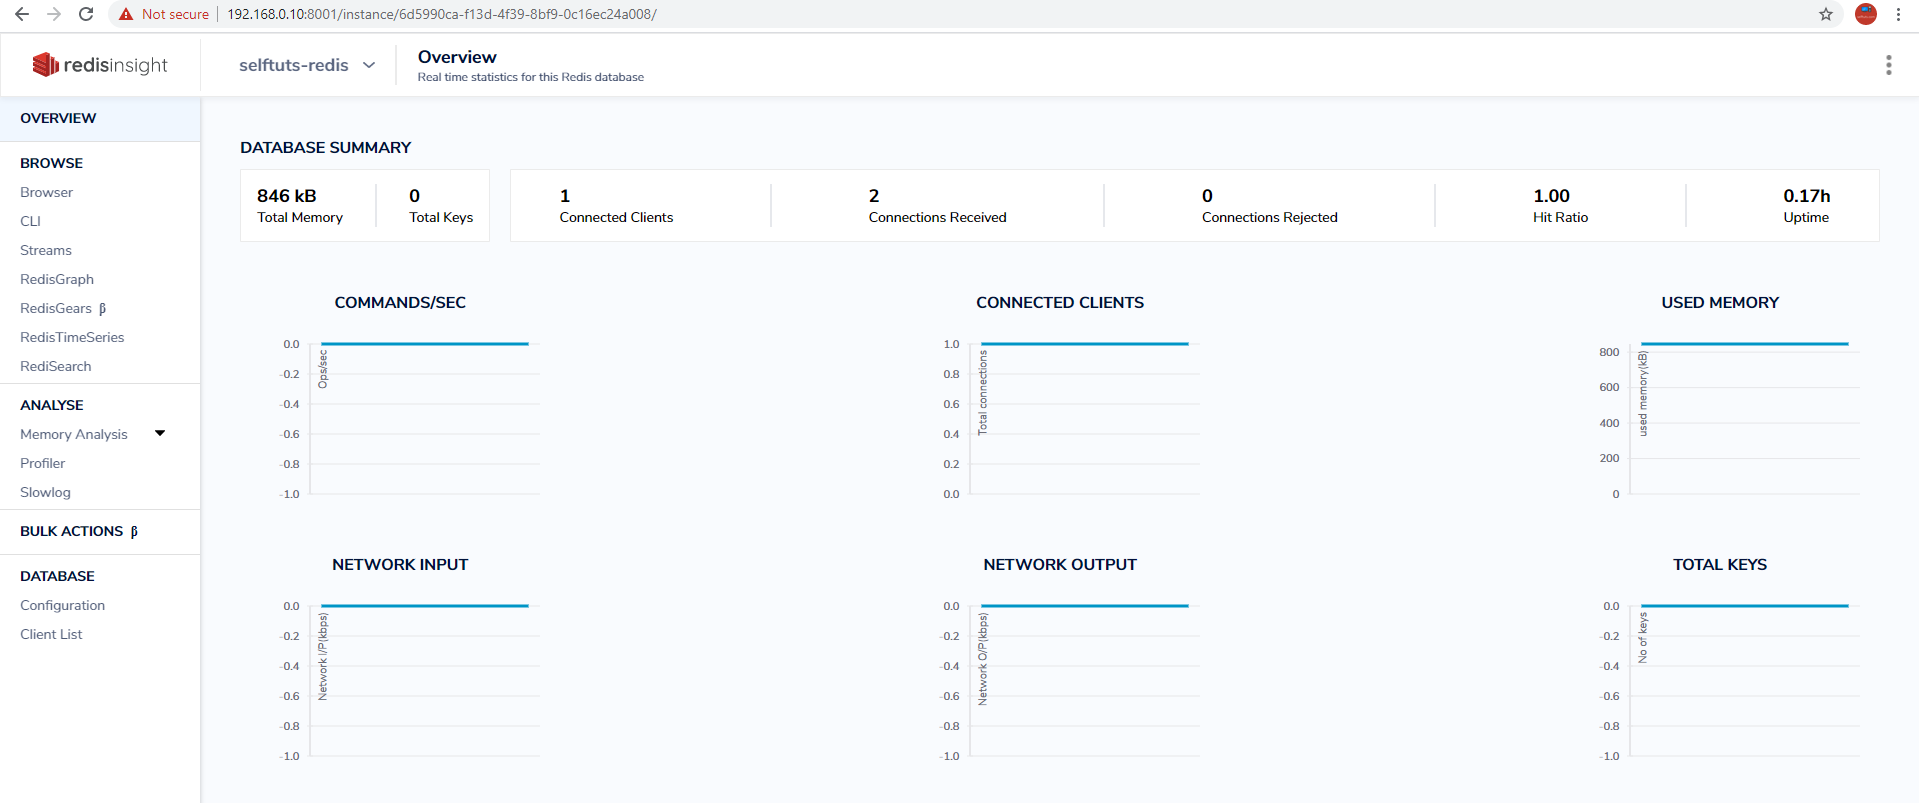 Not secure | 192.168.0.10:8001/instance/6d5990ca-f13d-4f39-8bf9-0c16ec24a008/
redisinsight
selftuts-redis
Overview
Real time statistics for this Redis database
OVERVIEW
BROWSE
Browser
CLI
Streams
RedisGraph
RedisGears β
RedisTimeSeries
RediSearch
ANALYSE
Memory Analysis
Profiler
Slowlog
BULK ACTIONS β
DATABASE
Configuration
Client List
DATABASE SUMMARY
846 kB
Total Memory
0
Total Keys
1
Connected Clients
2
Connections Received
0
Connections Rejected
1.00
Hit Ratio
0.17h
Uptime
COMMANDS/SEC
0.0
-0.2
-0.4
-0.6
-0.8
-1.0
Ops/sec
CONNECTED CLIENTS
1.0
0.8
0.6
0.4
0.2
0.0
Total connections
USED MEMORY
800
600
400
200
0
used memory(kB)
NETWORK INPUT
0.0
-0.2
-0.4
-0.6
-0.8
-1.0
Network I/P(kbps)
NETWORK OUTPUT
0.0
-0.2
-0.4
-0.6
-0.8
-1.0
Network O/P(kbps)
TOTAL KEYS
0.0
-0.2
-0.4
-0.6
-0.8
-1.0
No of keys